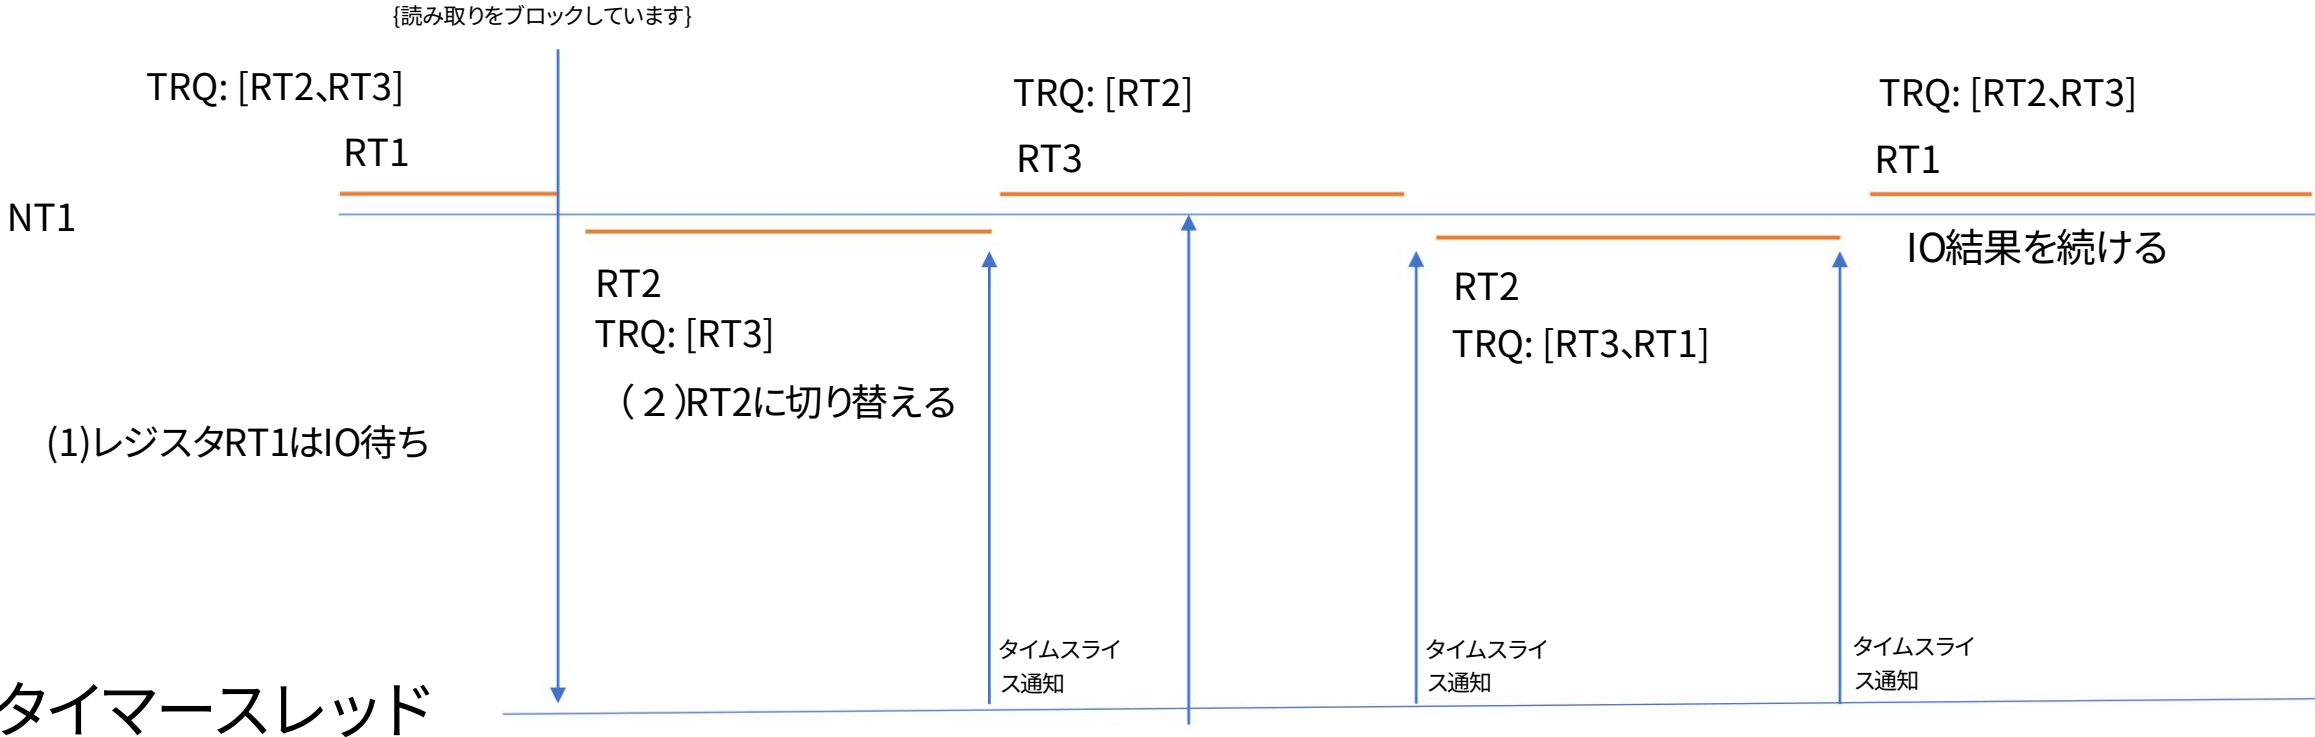 {読み取りをブロックしています}
TRQ: [RT2、RT3]
RT1
TRQ: [RT2]
RT3
TRQ: [RT2、RT3]
RT1
NT1
IO結果を続ける
RT2
TRQ: [RT3]
（２）RT2に切り替える
RT2
TRQ: [RT3、RT1]
(1)レジスタRT1はIO待ち
タイムスライ
ス通知
タイムスライ
ス通知
タイムスライ
ス通知
タイマースレッド